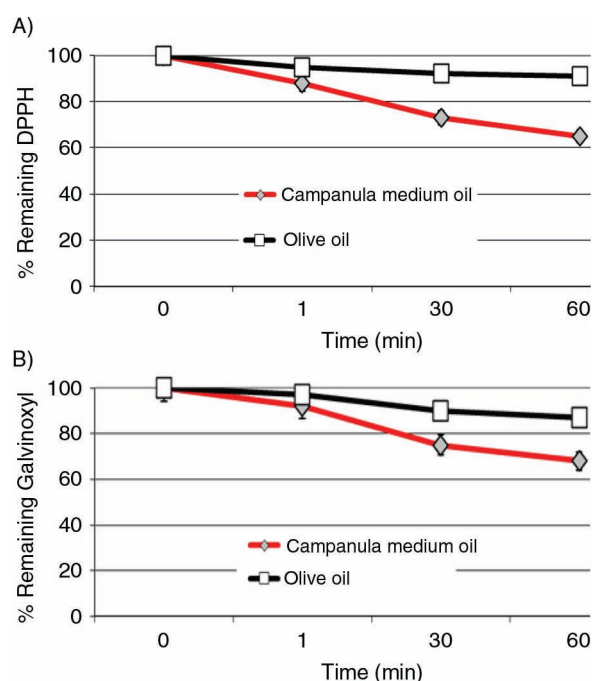 A)
% Remaining DPPH
100
80
60
40
20
0
Campanula medium oil
Olive oil
0 1 30 60
Time (min)
B)
% Remaining Galvinoxyl
100
80
60
40
20
0
Campanula medium oil
Olive oil
0 1 30 60
Time (min)